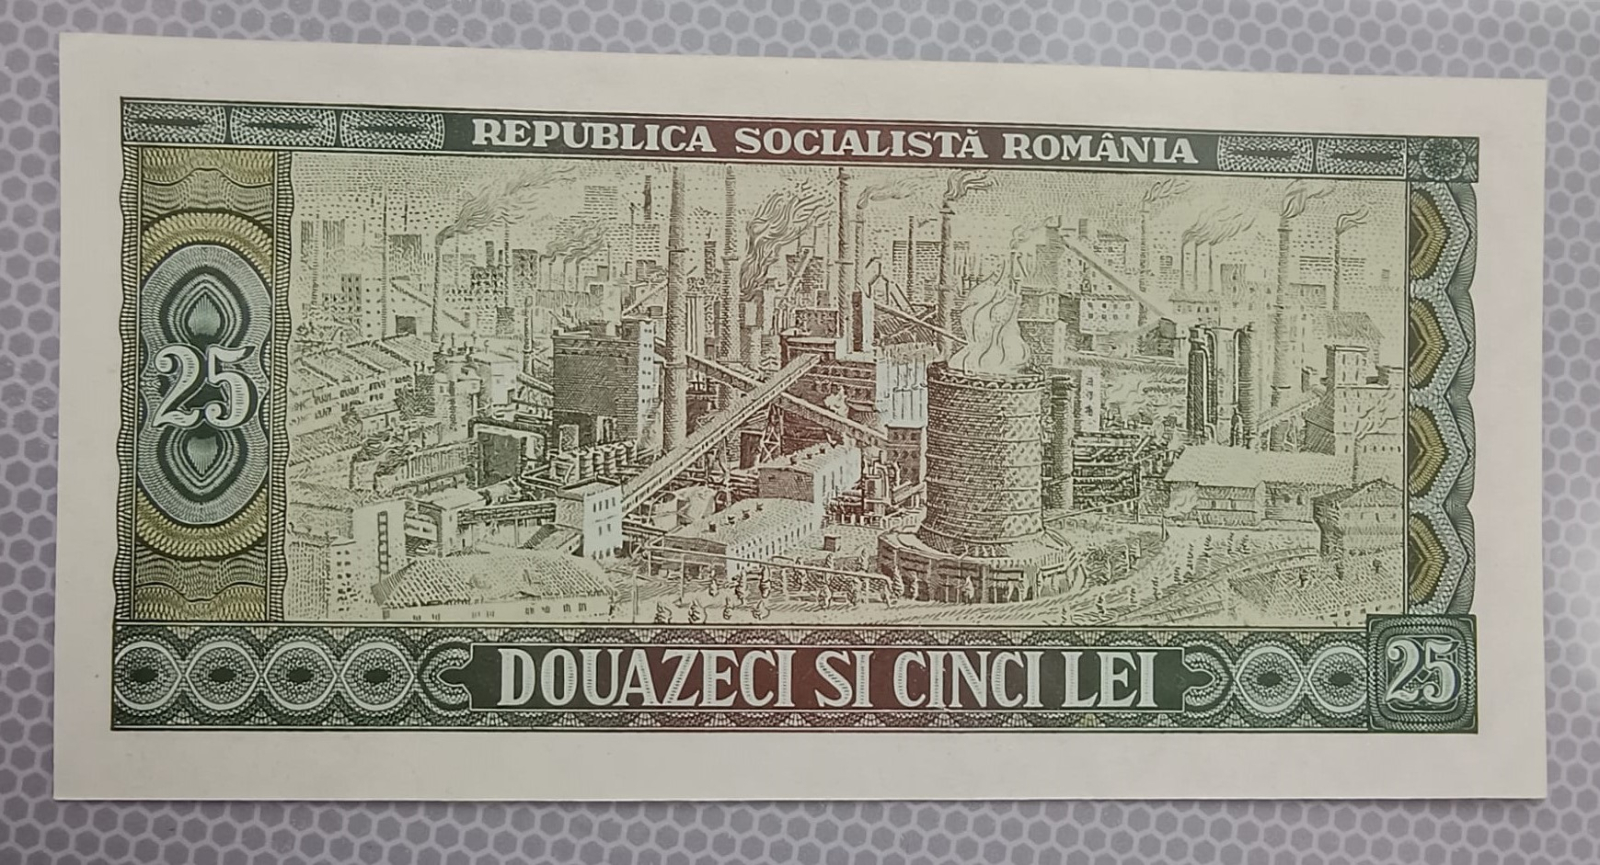 REPUBLICA SOCIALISTĂ ROMÂNIA
25
DOUAZECI SI CINCI LEI
25